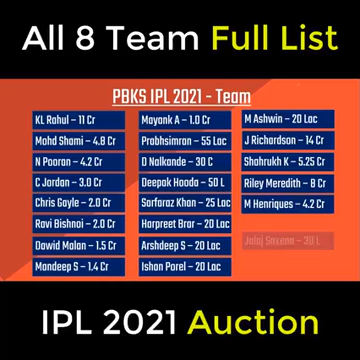 All 8 Team Full List
PBKS IPL 2021 - Team
KL Rahul - 11 Cr
Mohd Shami - 4.8 Cr
N Pooran - 4.2 Cr
C Jordan - 3.0 Cr
Chris Gayle - 2.0 Cr
Ravi Bishnoi - 2.0 Cr
Dawid Malan - 1.5 Cr
Mandeep S - 1.4 Cr
Mayank A - 1.0 Cr
Prabhsimran - 55 Lac
D Nalkande - 30 C
Deepak Hooda - 50 L
Sarfaraz Khan - 25 Lac
Harpreet Brar - 20 Lac
Arshdeep S - 20 Lac
Ishan Porel - 20 Lac
M Ashwin - 20 Lac
J Richardson - 14 Cr
Shahrukh K - 5.25 Cr
Riley Meredith - 8 Cr
M Henriques - 4.2 Cr
Jalaj Saxena - 30 L
IPL 2021 Auction